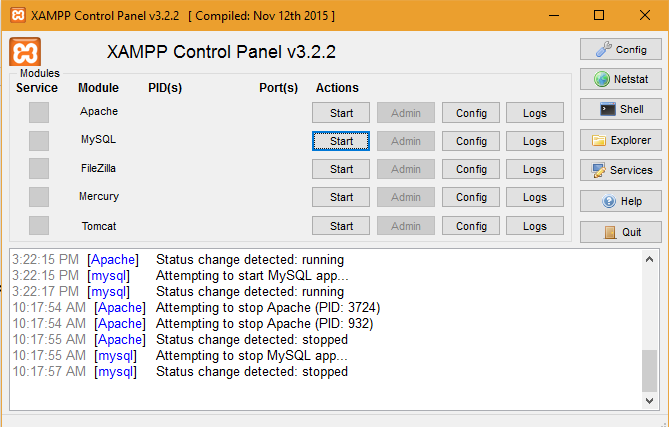 XAMPP Control Panel v3.2.2 [ Compiled: Nov 12th 2015 ]
XAMPP Control Panel v3.2.2
Config
Modules
Service Module PID(s) Port(s) Actions
Netstat
Apache Start Admin Config Logs
Shell
MySQL Start Admin Config Logs
Explorer
FileZilla Start Admin Config Logs
Services
Mercury Start Admin Config Logs
Help
Tomcat Start Admin Config Logs
Quit
3:22:15 PM [Apache] Status change detected: running
3:22:15 PM [mysql] Attempting to start MySQL app...
3:22:17 PM [mysql] Status change detected: running
10:17:54 AM [Apache] Attempting to stop Apache (PID: 3724)
10:17:54 AM [Apache] Attempting to stop Apache (PID: 932)
10:17:55 AM [Apache] Status change detected: stopped
10:17:55 AM [mysql] Attempting to stop MySQL app...
10:17:57 AM [mysql] Status change detected: stopped